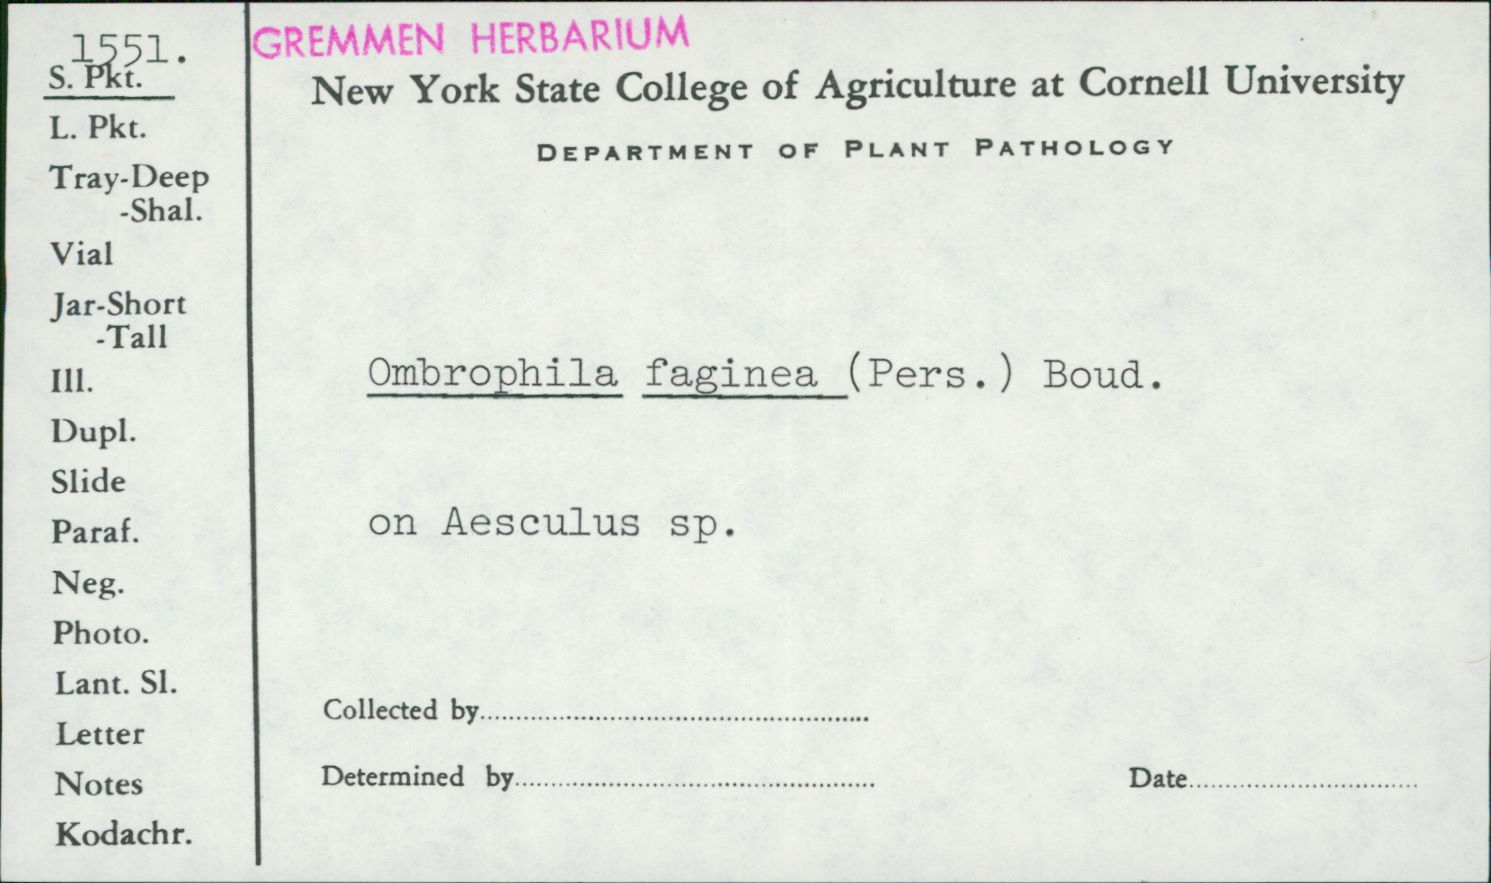 1551.
S. Pkt.
L. Pkt.
Tray-Deep
-Shal.
Vial
Jar-Short
-Tall
Ill.
Dupl.
Slide
Paraf.
Neg.
Photo.
Lant. Sl.
Letter
Notes
Kodachr.
GREMMEN HERBARIUM
New York State College of Agriculture at Cornell University
DEPARTMENT OF PLANT PATHOLOGY
Ombrophila faginea (Pers.) Boud.
on Aesculus sp.
Collected by
Determined by
Date